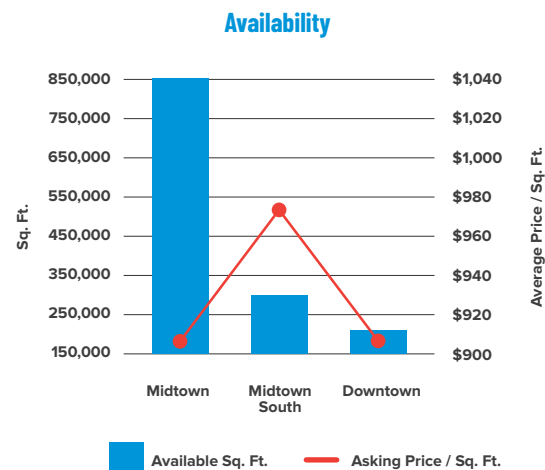 Availability
850,000
750,000
650,000
550,000
450,000
350,000
250,000
150,000
Sq. Ft.
$1,040
$1,020
$1,000
$980
$960
$940
$920
$900
Average Price / Sq. Ft.
Midtown
Midtown
South
Downtown
Available Sq. Ft.
Asking Price / Sq. Ft.